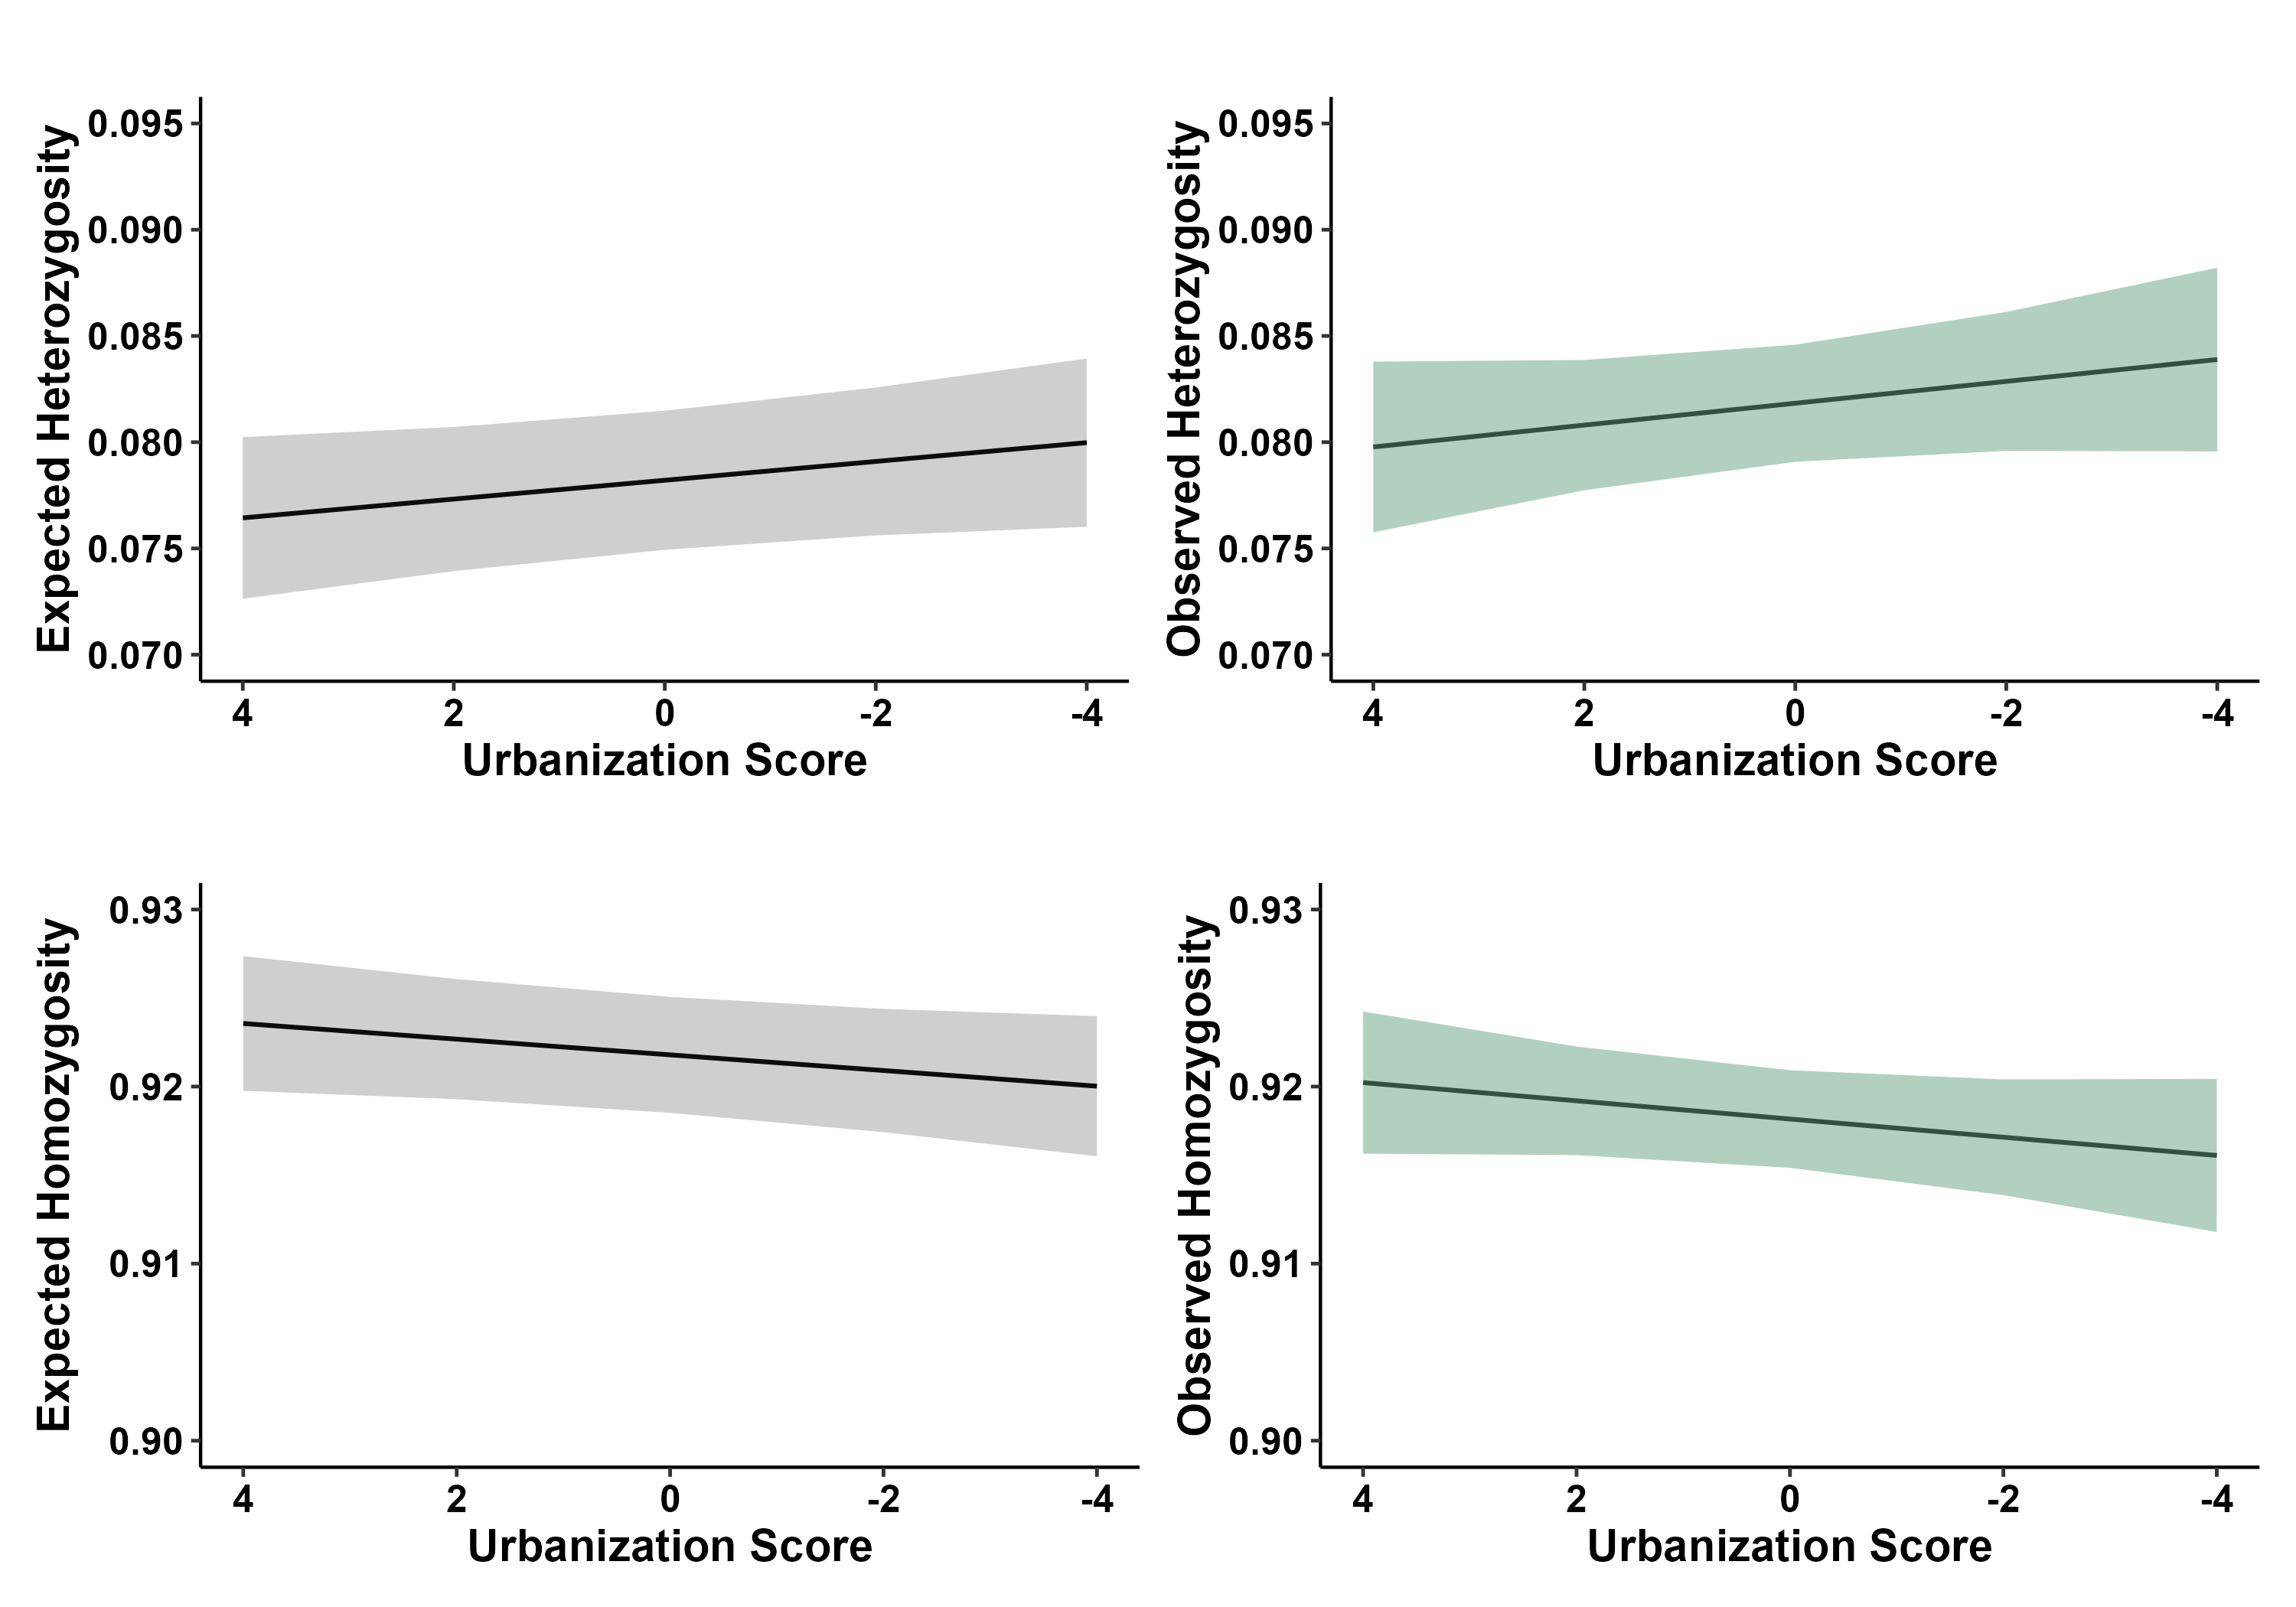 Expected Heterozygosity
0.095
0.090
0.085
0.080
0.075
0.070
4 2 0 -2 -4
Urbanization Score
Observed Heterozygosity
0.095
0.090
0.085
0.080
0.075
0.070
4 2 0 -2 -4
Urbanization Score
Expected Homozygosity
0.93
0.92
0.91
0.90
4 2 0 -2 -4
Urbanization Score
Observed Homozygosity
0.93
0.92
0.91
0.90
4 2 0 -2 -4
Urbanization Score